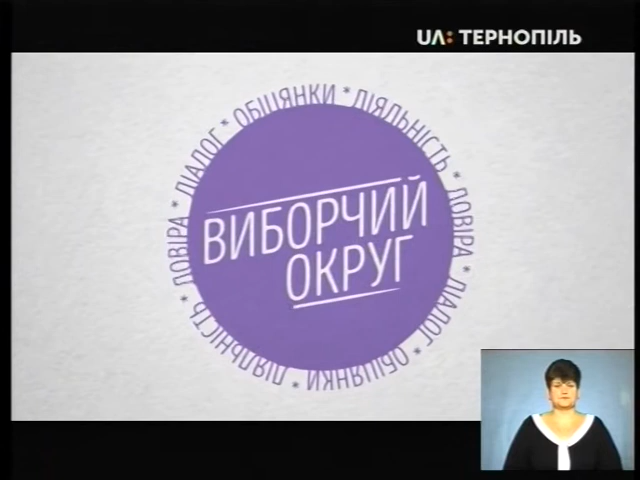 UA: ТЕРНОПІЛЬ
ДОВІРА * ДІАЛОГ * ОБІЦЯНКИ * ДІЯЛЬНІСТЬ * ДОВІРА * ДІАЛОГ * ОБІЦЯНКИ * ДІЯЛЬНІСТЬ *
ВИБОРЧИЙ
ОКРУГ